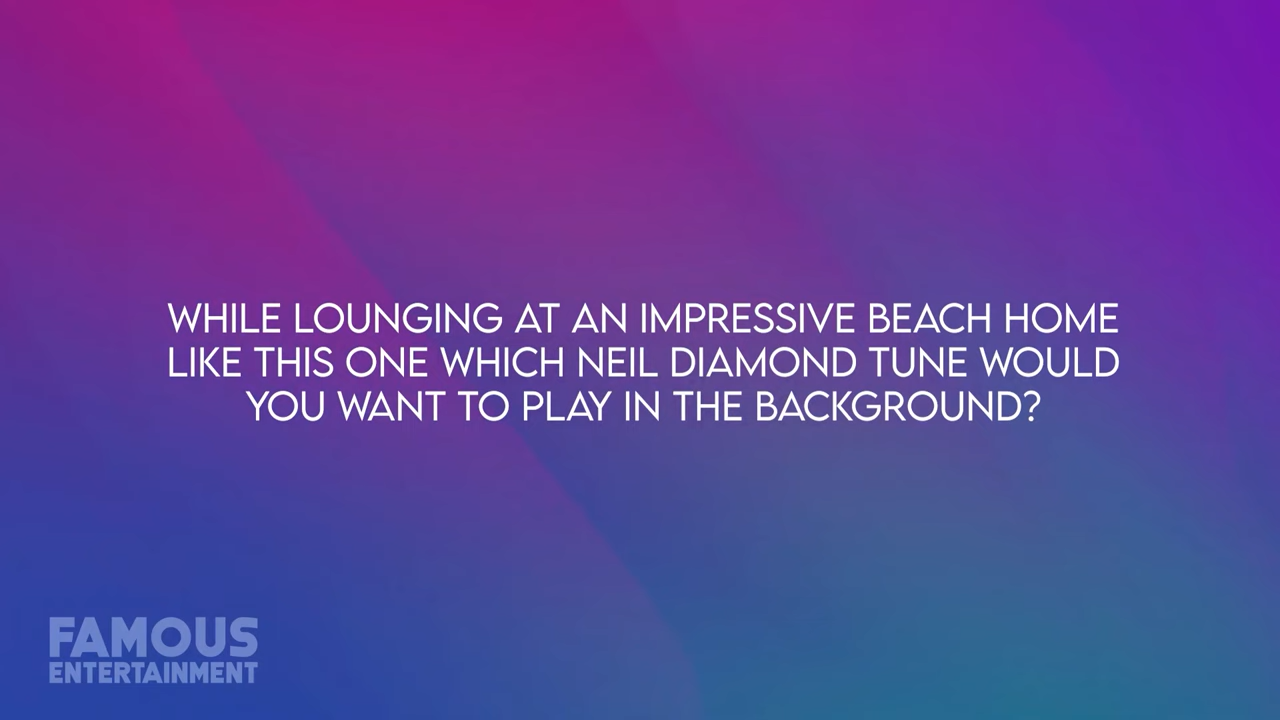 WHILE LOUNGING AT AN IMPRESSIVE BEACH HOME
LIKE THIS ONE WHICH NEIL DIAMOND TUNE WOULD
YOU WANT TO PLAY IN THE BACKGROUND?
FAMOUS
ENTERTAINMENT